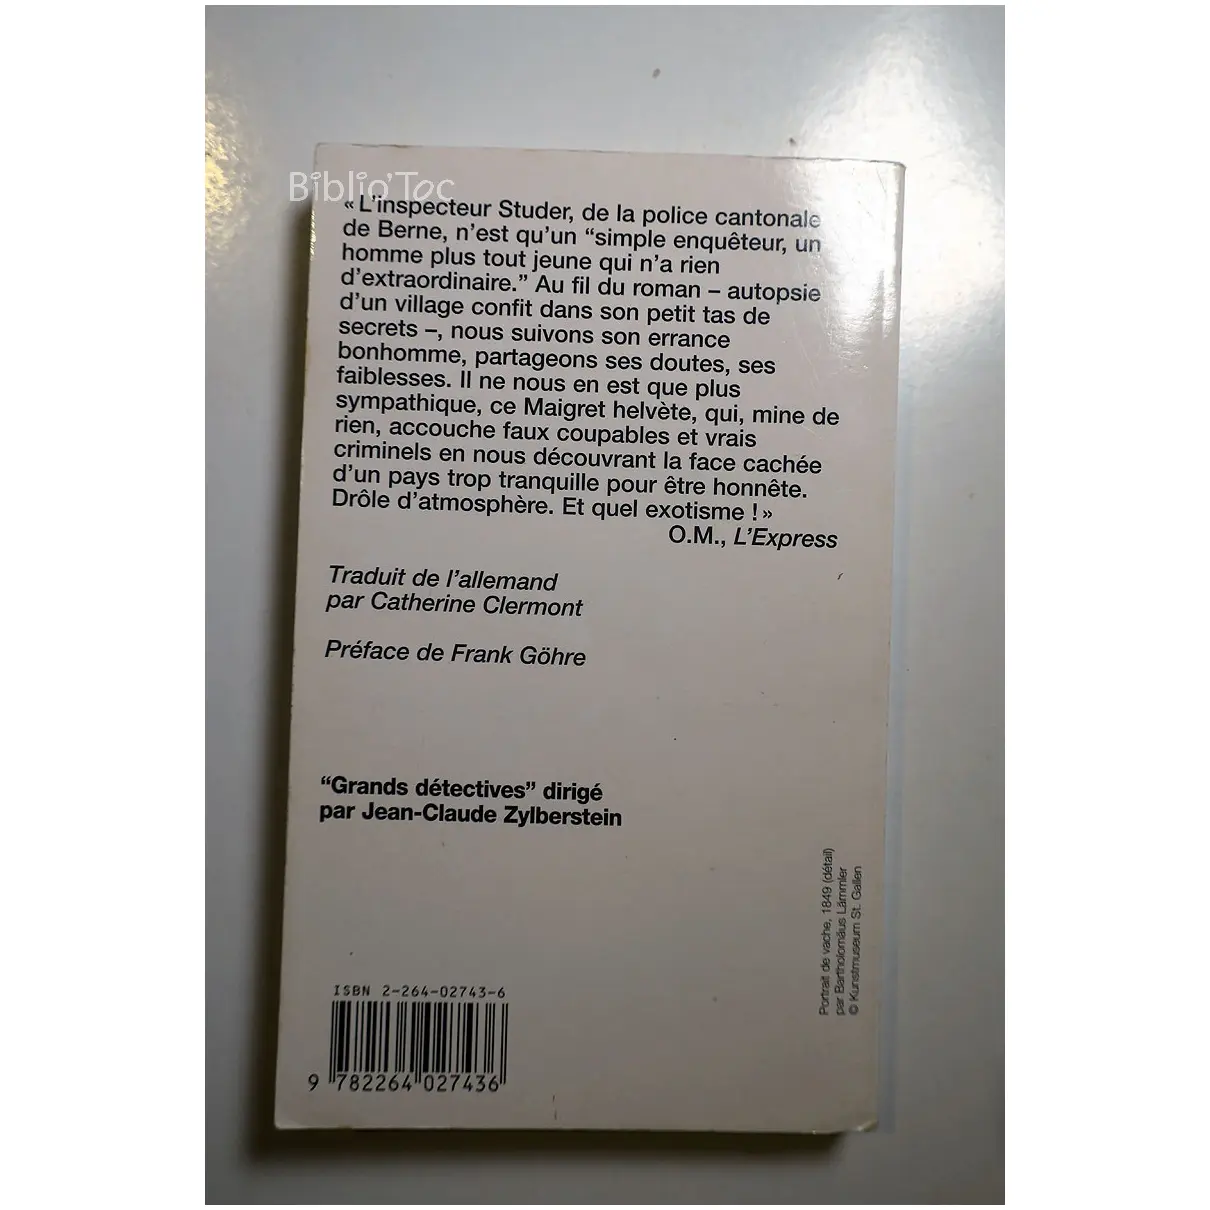 Biblio'Toc
« L'inspecteur Studer, de la police cantonale
de Berne, n'est qu'un “simple enquêteur, un
homme plus tout jeune qui n'a rien
d'extraordinaire.” Au fil du roman – autopsie
d'un village confit dans son petit tas de
secrets –, nous suivons son errance
bonhomme, partageons ses doutes, ses
faiblesses. Il ne nous en est que plus
sympathique, ce Maigret helvète, qui, mine de
rien, accouche faux coupables et vrais
criminels en nous découvrant la face cachée
d'un pays trop tranquille pour être honnête.
Drôle d'atmosphère. Et quel exotisme ! »
O.M., L'Express
Traduit de l'allemand
par Catherine Clermont
Préface de Frank Göhre
“Grands détectives” dirigé
par Jean-Claude Zylberstein
Portrait de vache, 1849 (détail)
par Bartholomäus Lämmler
© Kunstmuseum St. Gallen
ISBN 2-264-02743-6
9 782264 027436